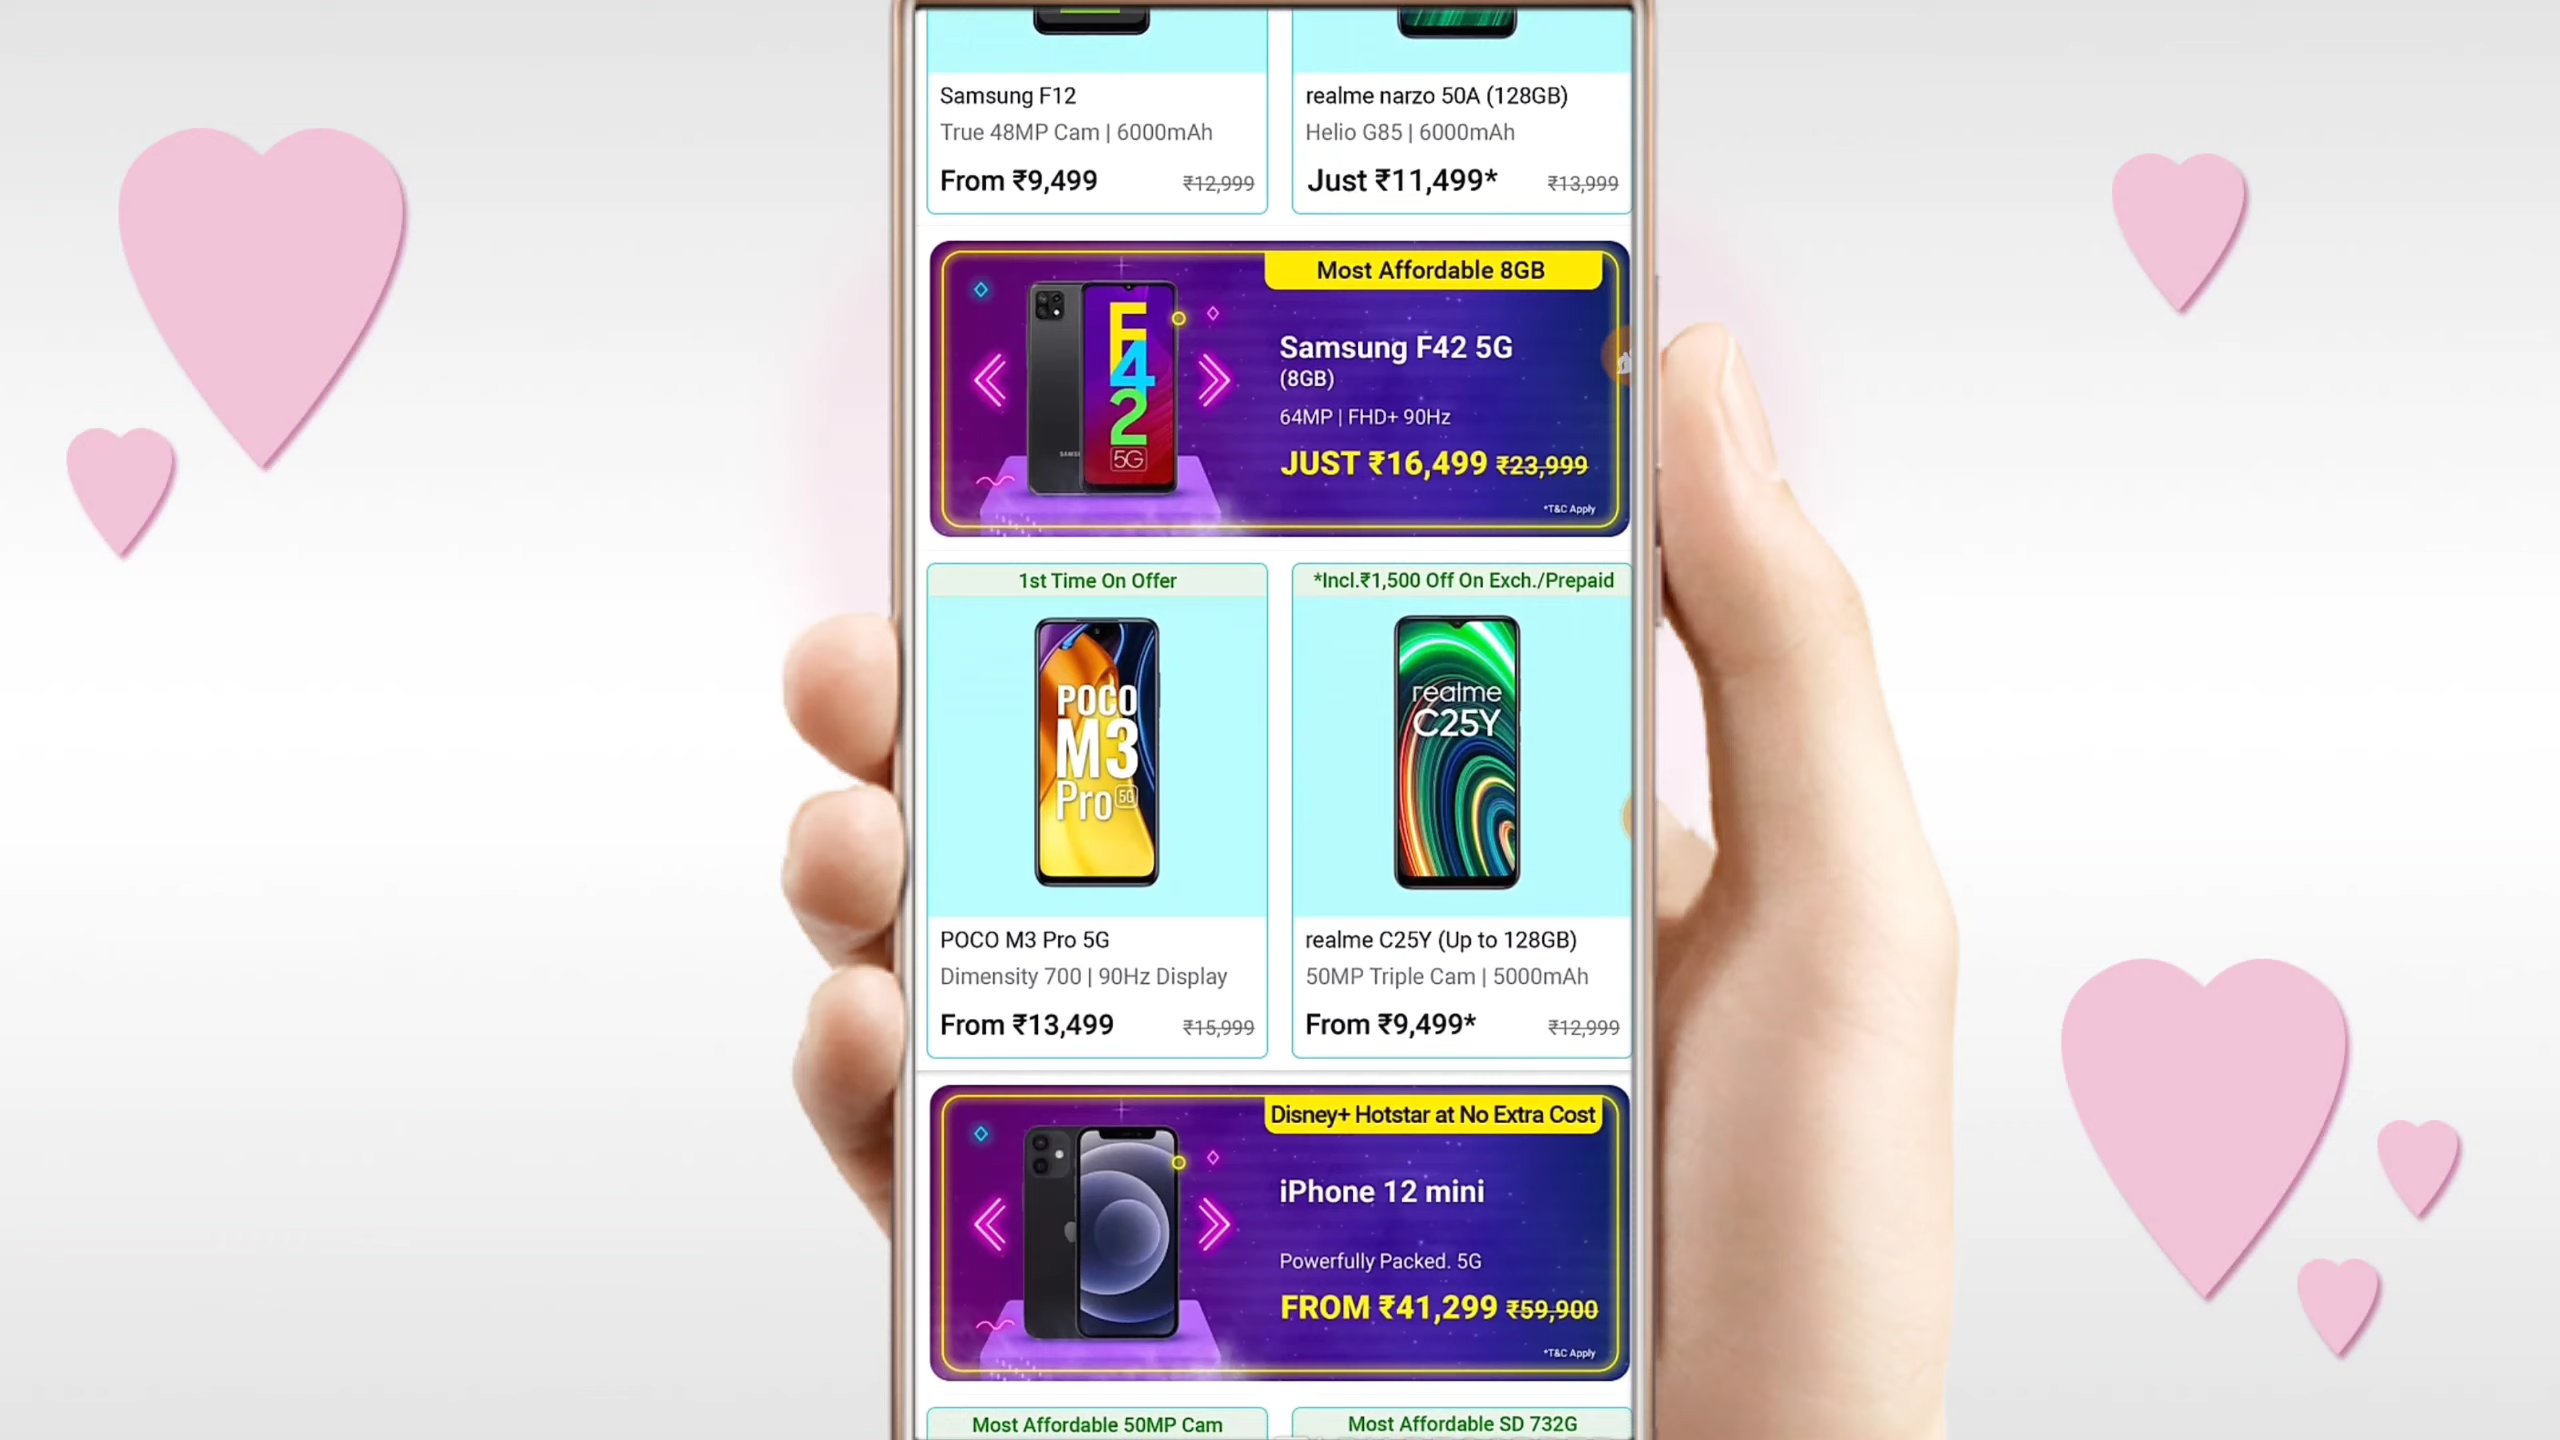 Samsung F12
True 48MP Cam | 6000mAh
From ₹9,499 ₹12,999
realme narzo 50A (128GB)
Helio G85 | 6000mAh
Just ₹11,499* ₹13,999
Most Affordable 8GB
F42
5G
SAMS
Samsung F42 5G
(8GB)
64MP | FHD+ 90Hz
JUST ₹16,499 ₹23,999
*T&C Apply
1st Time On Offer
POCO
M3
Pro 5G
POCO M3 Pro 5G
Dimensity 700 | 90Hz Display
From ₹13,499 ₹15,999
*Incl.₹1,500 Off On Exch./Prepaid
realme
C25Y
realme C25Y (Up to 128GB)
50MP Triple Cam | 5000mAh
From ₹9,499* ₹12,999
Disney+ Hotstar at No Extra Cost
iPhone 12 mini
Powerfully Packed. 5G
FROM ₹41,299 ₹59,900
*T&C Apply
Most Affordable 50MP Cam
Most Affordable SD 732G